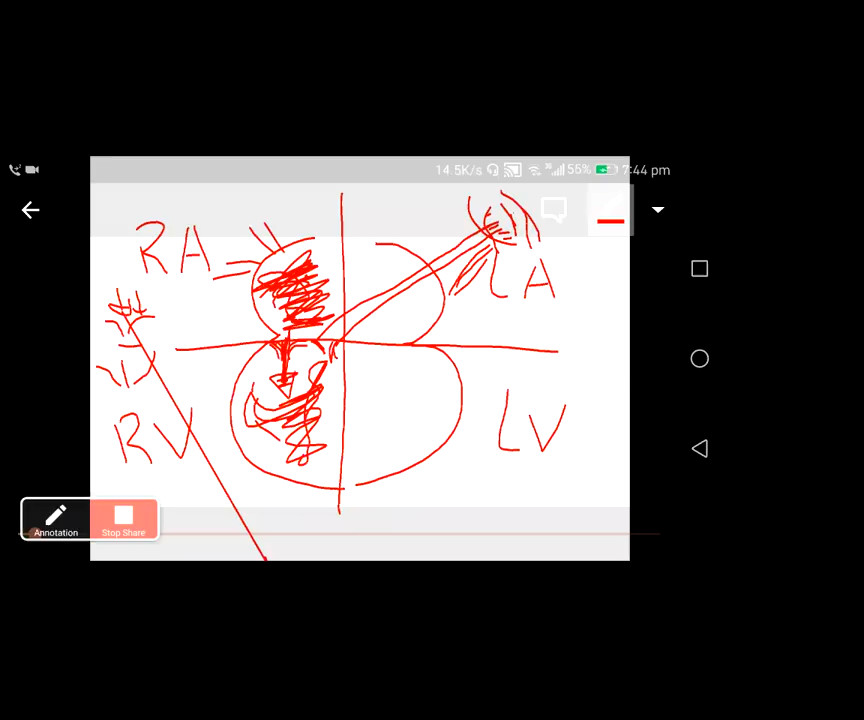 14.5K/s 55% 7:44 pm
RA
LA
RV
LV
Annotation
Stop Share